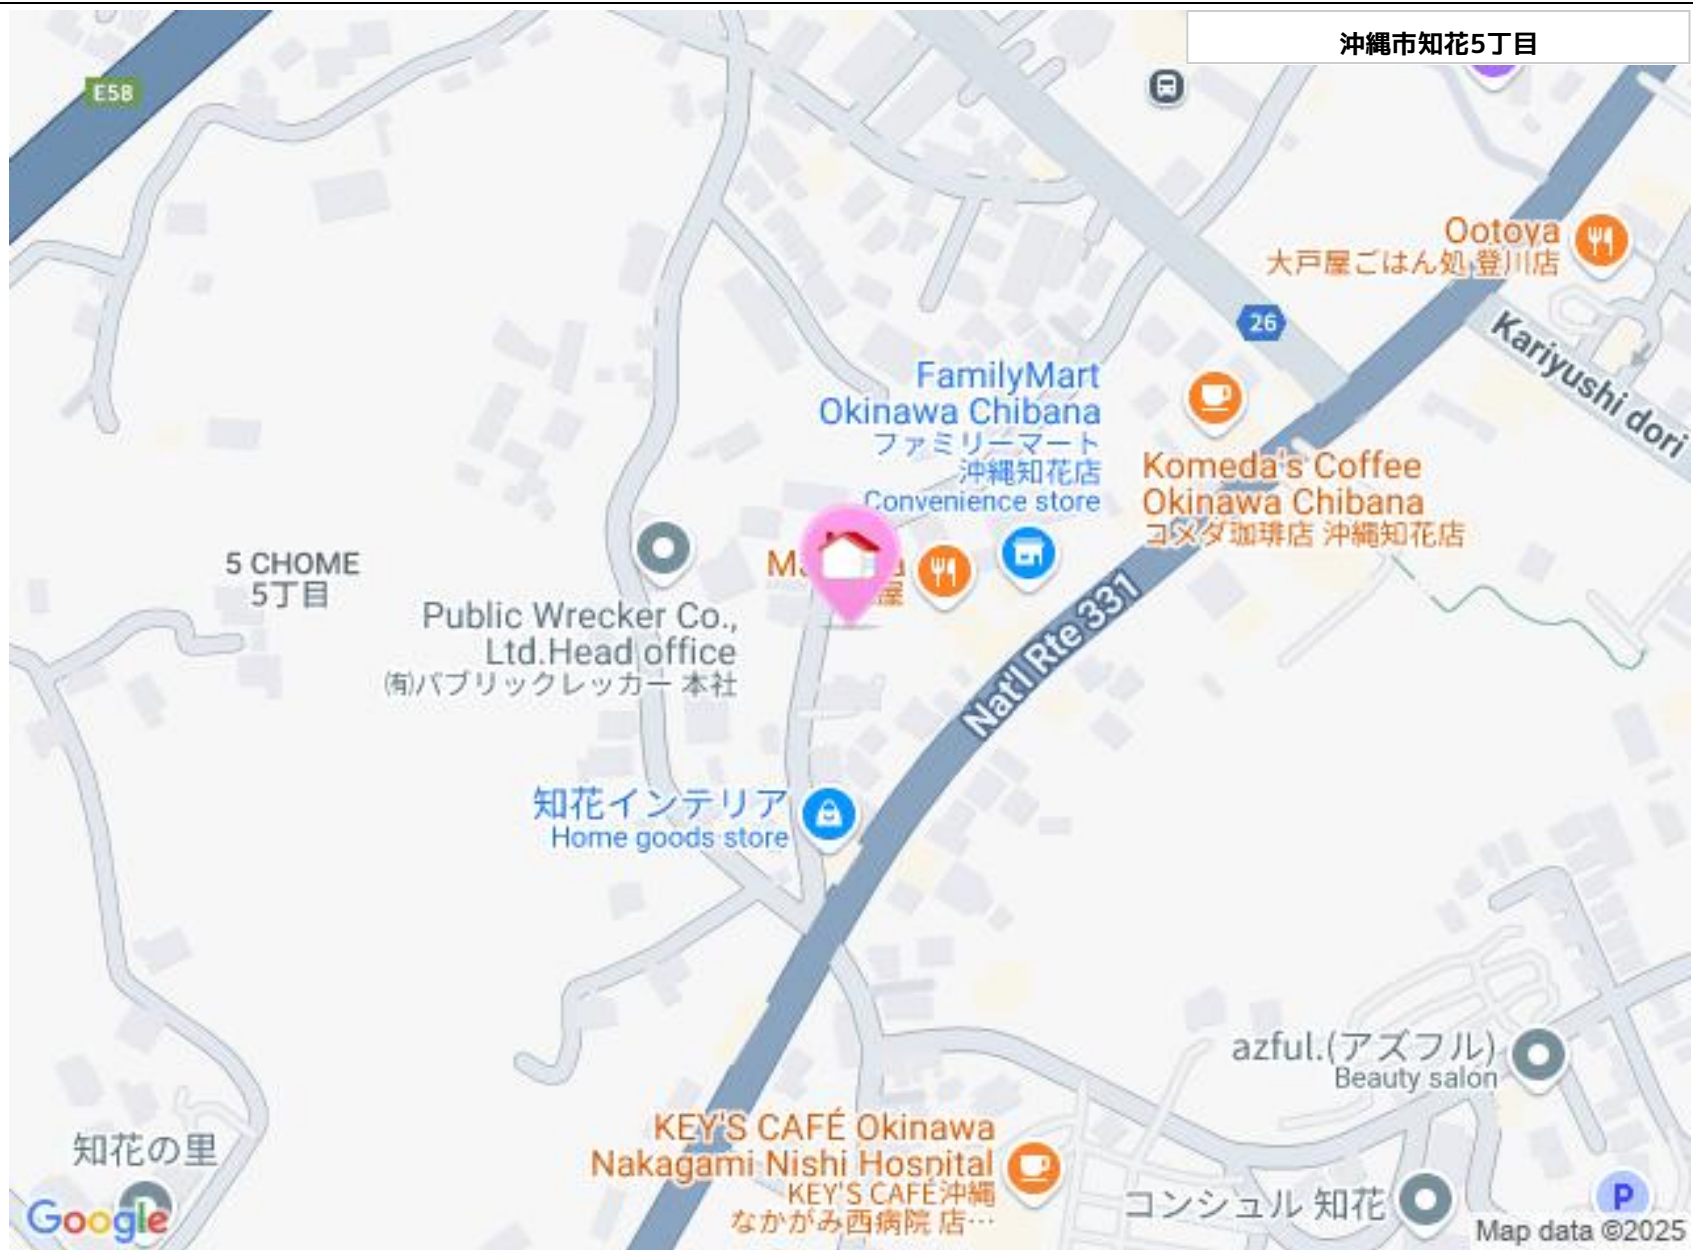 沖縄市知花5丁目
E58
Ootoya
大戸屋ごはん処 登川店
26
Kariyushi dori
FamilyMart
Okinawa Chibana
ファミリーマート
沖縄知花店
Convenience store
Komeda's Coffee
Okinawa Chibana
コメダ珈琲店 沖縄知花店
5 CHOME
5丁目
Public Wrecker Co.,
Ltd.Head office
㈲パブリックレッカー 本社
Nat'l Rte 331
知花インテリア
Home goods store
azful.(アズフル)
Beauty salon
KEY'S CAFÉ Okinawa
Nakagami Nishi Hospital
KEY'S CAFÉ沖縄
なかがみ西病院 店…
知花の里
コンシュル 知花
P
Google
Map data ©2025